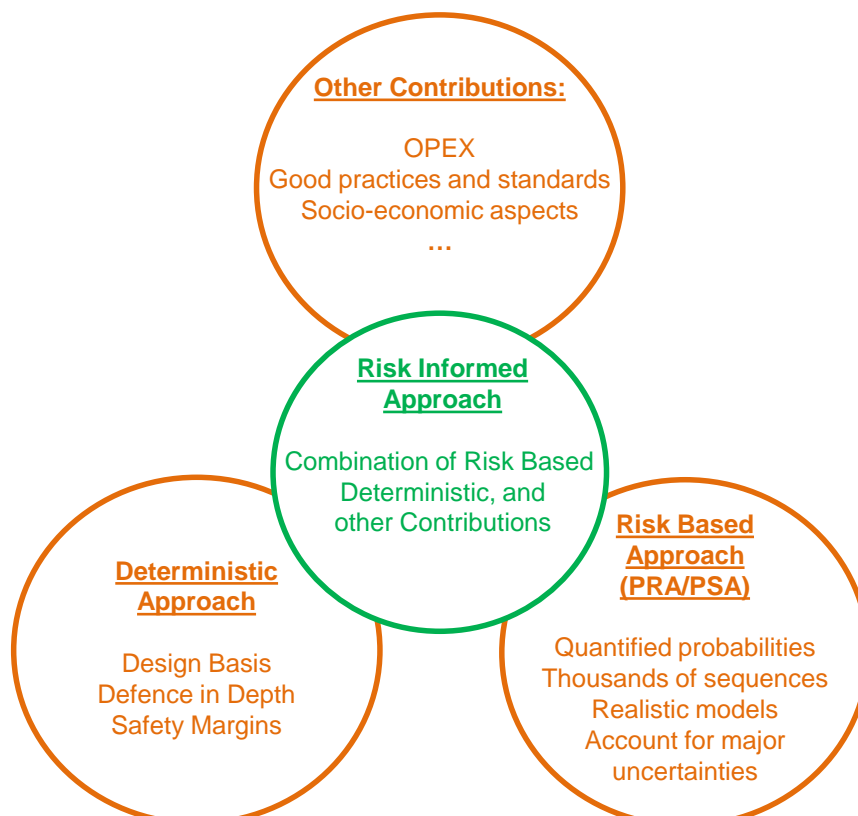 Other Contributions:
OPEX
Good practices and standards
Socio-economic aspects
...
Risk Informed
Approach
Combination of Risk Based
Deterministic, and
other Contributions
Deterministic
Approach
Design Basis
Defence in Depth
Safety Margins
Risk Based
Approach
(PRA/PSA)
Quantified probabilities
Thousands of sequences
Realistic models
Account for major
uncertainties